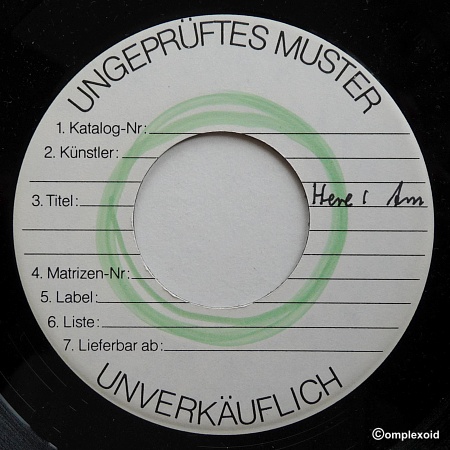 UNGEPRÜFTES MUSTER
1. Katalog-Nr:
2. Künstler:
3. Titel: Here I Am
4. Matrizen-Nr:
5. Label:
6. Liste:
7. Lieferbar ab:
UNVERKÄUFLICH
©omplexoid